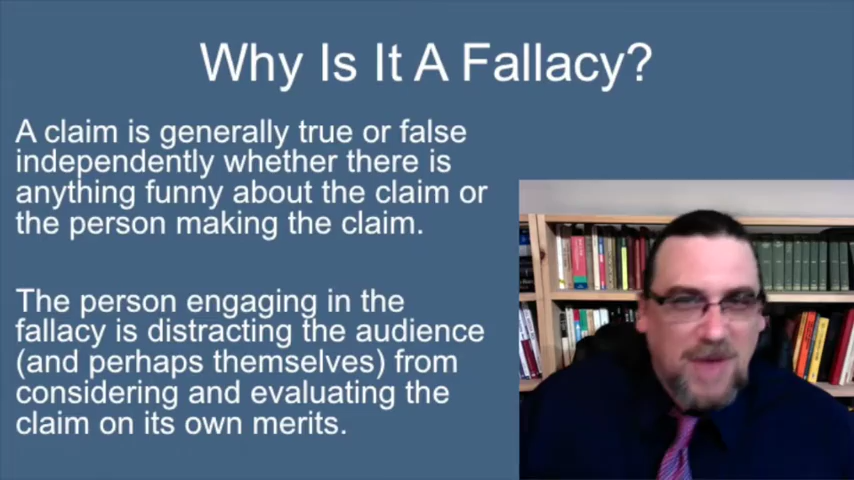 Why Is It A Fallacy?
A claim is generally true or false
independently whether there is
anything funny about the claim or
the person making the claim.
The person engaging in the
fallacy is distracting the audience
(and perhaps themselves) from
considering and evaluating the
claim on its own merits.